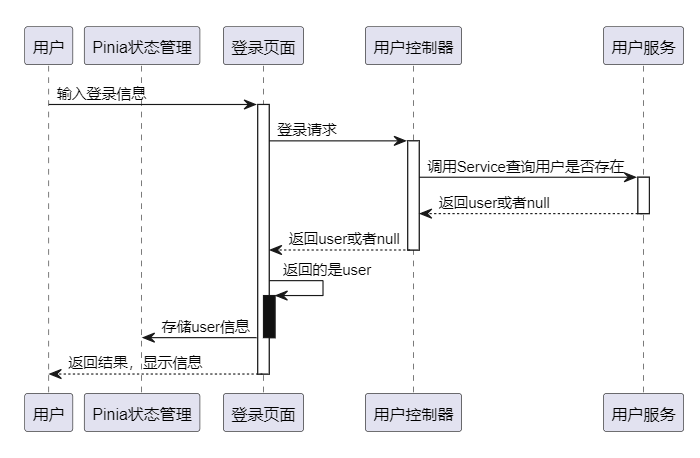 用户
Pinia状态管理
登录页面
用户控制器
用户服务
输入登录信息
登录请求
调用Service查询用户是否存在
返回user或者null
返回user或者null
返回的是user
存储user信息
返回结果，显示信息
用户
Pinia状态管理
登录页面
用户控制器
用户服务